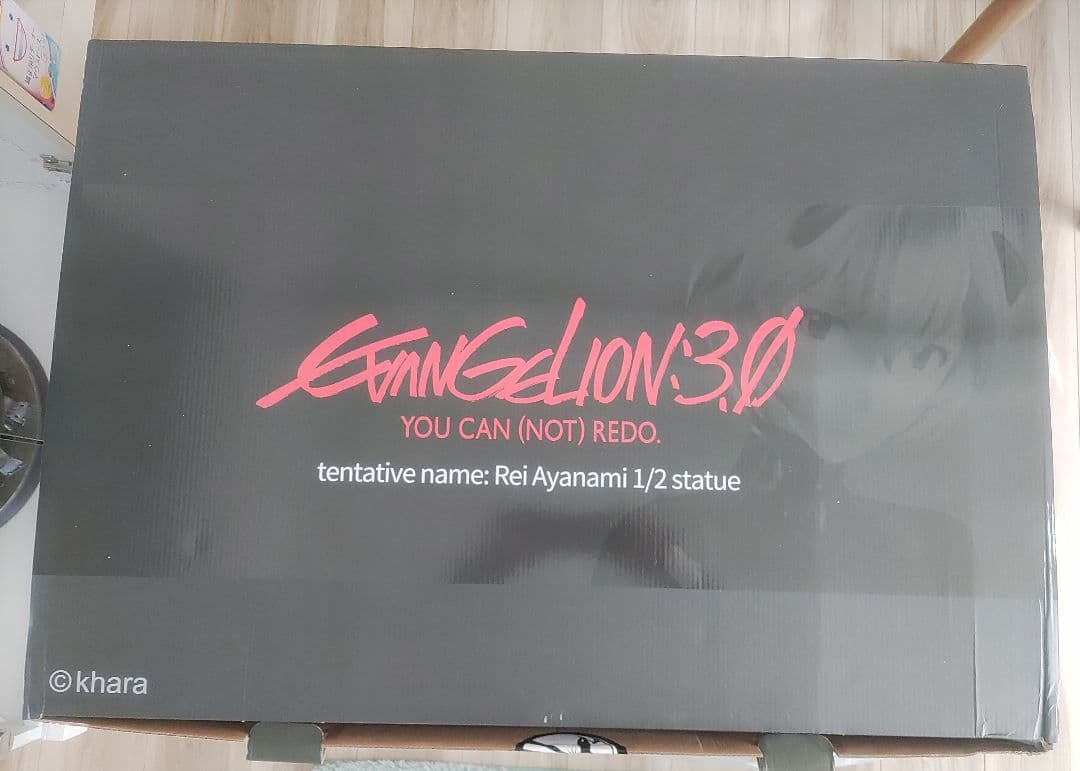 EVANGELION:3.0
YOU CAN (NOT) REDO.
tentative name: Rei Ayanami 1/2 statue
©khara